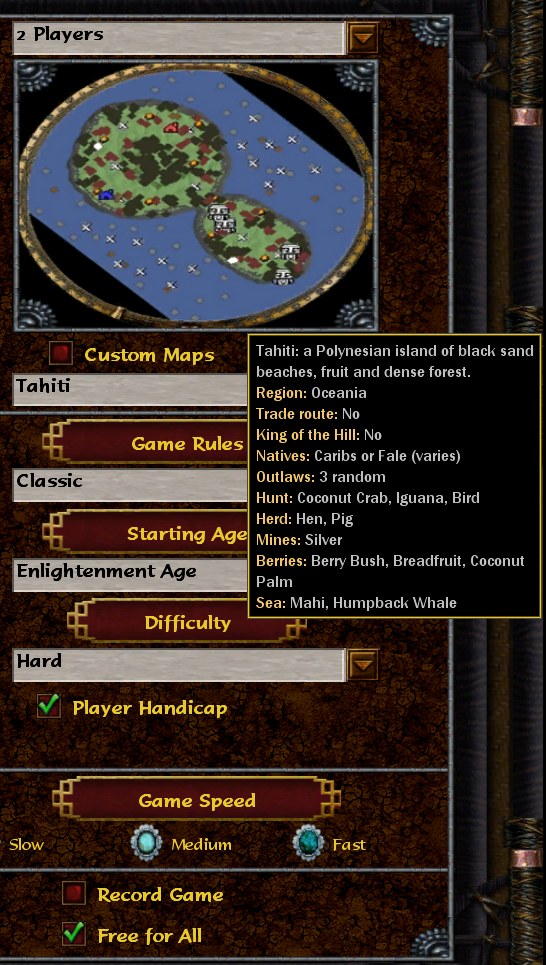 2 Players
Custom Maps
Tahiti
Tahiti: a Polynesian island of black sand
beaches, fruit and dense forest.
Region: Oceania
Trade route: No
King of the Hill: No
Natives: Caribs or Fale (varies)
Outlaws: 3 random
Hunt: Coconut Crab, Iguana, Bird
Herd: Hen, Pig
Mines: Silver
Berries: Berry Bush, Breadfruit, Coconut
Palm
Sea: Mahi, Humpback Whale
Game Rules
Classic
Starting Age
Enlightenment Age
Difficulty
Hard
Player Handicap
Game Speed
Slow
Medium
Fast
Record Game
Free for All